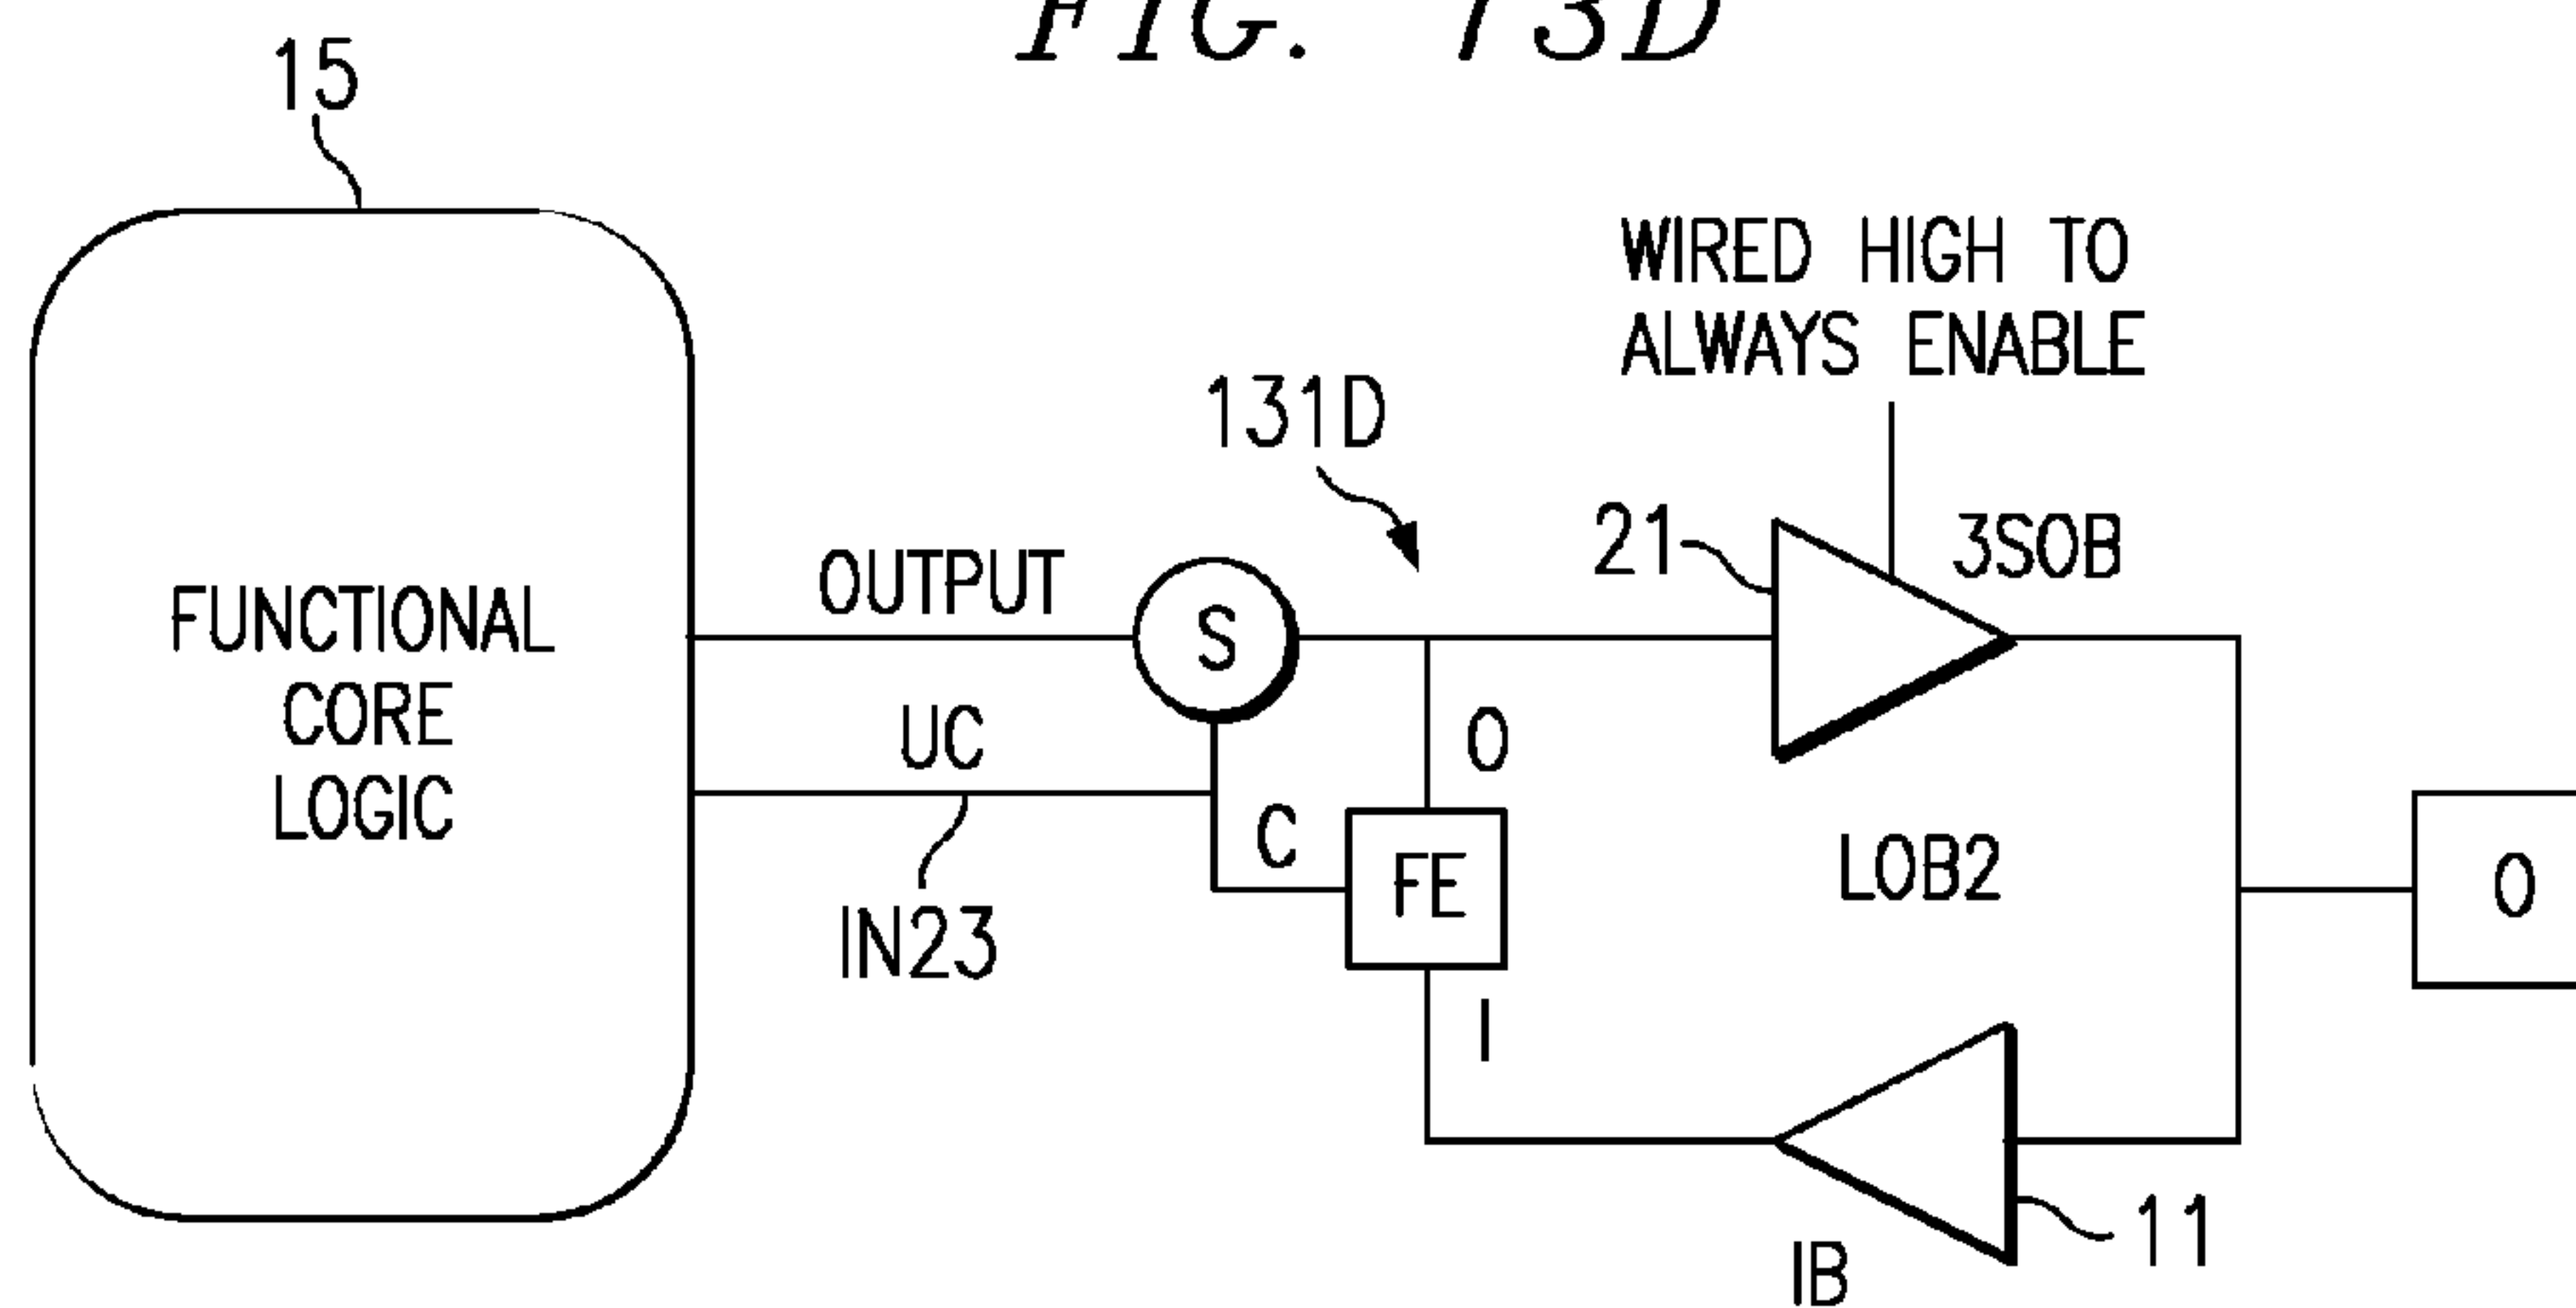 FIG. 13D
15
WIRED HIGH TO
ALWAYS ENABLE
131D
21
3SOB
OUTPUT
S
FUNCTIONAL
CORE
LOGIC
UC
O
C
FE
LOB2
O
IN23
I
11
IB